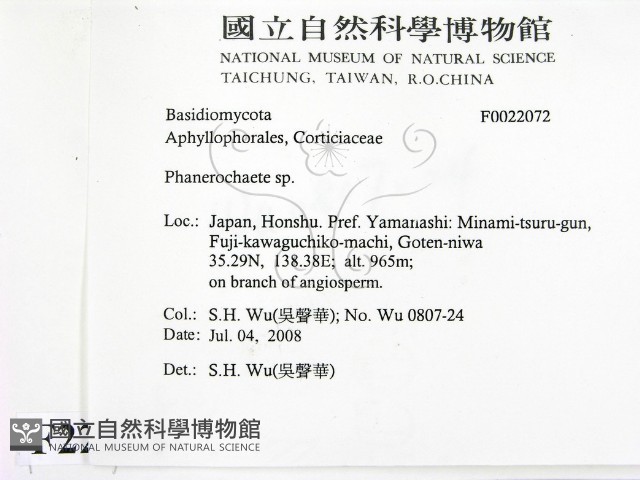 國立自然科學博物館
NATIONAL MUSEUM OF NATURAL SCIENCE
TAICHUNG, TAIWAN, R.O.CHINA
Basidiomycota F0022072
Aphyllophorales, Corticiaceae
Phanerochaete sp.
Loc.: Japan, Honshu. Pref. Yamanashi: Minami-tsuru-gun,
Fuji-kawaguchiko-machi, Goten-niwa
35.29N, 138.38E; alt. 965m;
on branch of angiosperm.
Col.: S.H. Wu(吳聲華); No. Wu 0807-24
Date: Jul. 04, 2008
Det.: S.H. Wu(吳聲華)
國立自然科學博物館
NATIONAL MUSEUM OF NATURAL SCIENCE